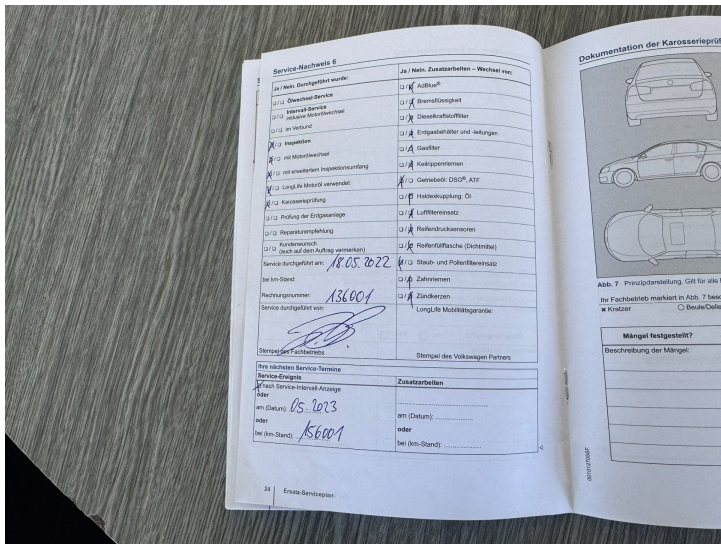 Service-Nachweis 6
Ja / Nein. Durchgeführt wurde:
☐/☐ Ölwechsel-Service
☐/☐ Intervall-Service
inklusive Motorölwechsel
☐/☐ im Verbund
☒/☐ Inspektion
☒/☐ mit Motorölwechsel
☒/☐ mit erweitertem Inspektionsumfang
☒/☐ LongLife Motoröl verwendet
☒/☐ Karosserieprüfung
☐/☐ Prüfung der Erdgasanlage
☐/☐ Reparaturempfehlung
☐/☐ Kundenwunsch
(auch auf dem Auftrag vermerken)
Service durchgeführt am: 18.05.2022
bei km-Stand:
Rechnungsnummer: 136001
Service durchgeführt von:
Stempel des Fachbetriebs
Ja / Nein. Zusatzarbeiten – Wechsel von:
☐/☒ AdBlue®
☐/☒ Bremsflüssigkeit
☐/☒ Dieselkraftstofffilter
☐/☒ Erdgasbehälter und -leitungen
☐/☒ Gasfilter
☐/☒ Keilrippenriemen
☒/☐ Getriebeöl: DSG®, ATF
☐/☒ Haldexkupplung: Öl
☐/☒ Luftfiltereinsatz
☐/☒ Reifendrucksensoren
☐/☒ Reifenfüllflasche (Dichtmittel)
☒/☐ Staub- und Pollenfiltereinsatz
☐/☒ Zahnriemen
☐/☒ Zündkerzen
LongLife Mobilitätsgarantie:
Stempel des Volkswagen Partners
Ihre nächsten Service-Termine
Service-Ereignis
☒ nach Service-Intervall-Anzeige
oder
am (Datum): 05.2023
oder
bei (km-Stand): 156001
Zusatzarbeiten
am (Datum):
oder
bei (km-Stand):
24 Ersatz-Serviceplan
Dokumentation der Karosserieprüf
Abb. 7 Prinzipdarstellung. Gilt für alle
Ihr Fachbetrieb markiert in Abb. 7 besc
× Kratzer ○ Beule/Delle
Mängel festgestellt?
Beschreibung der Mängel: